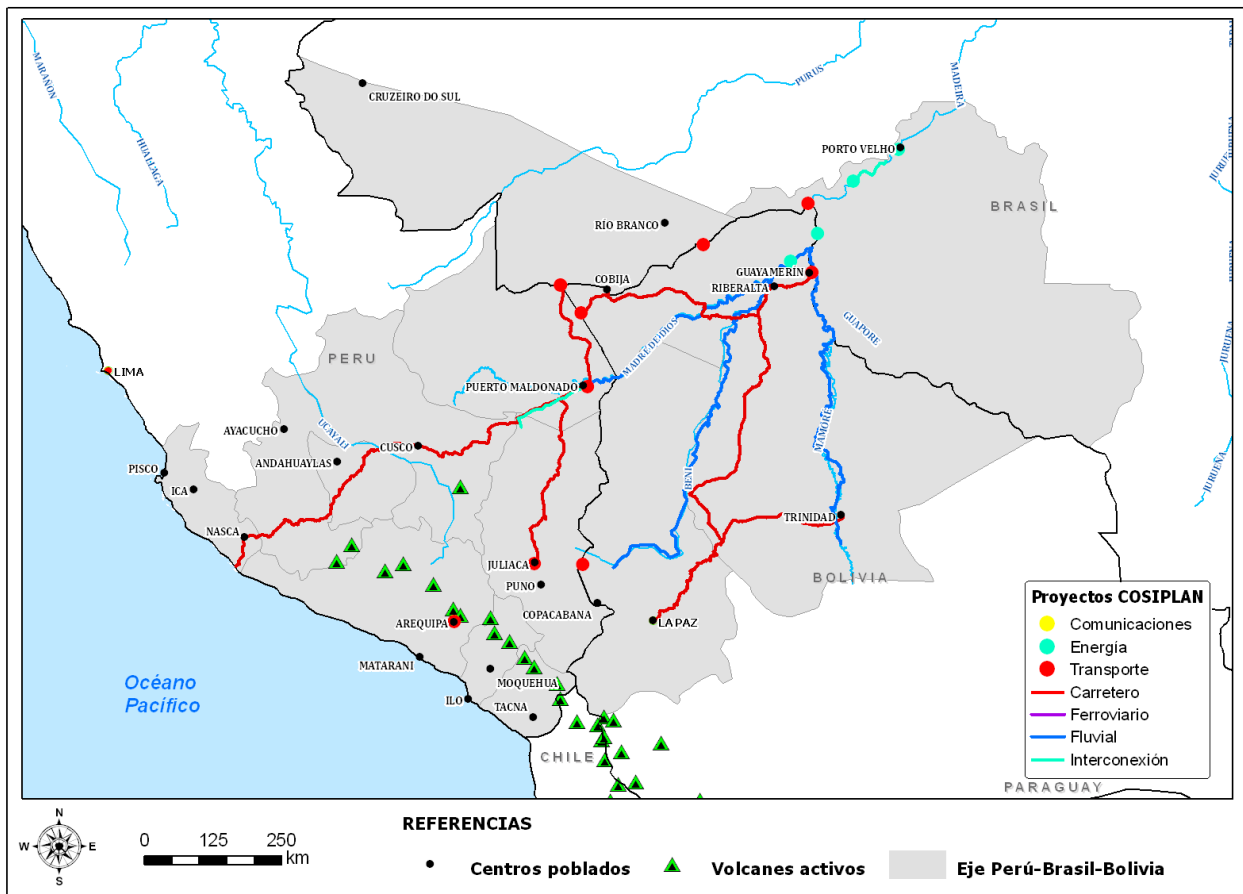 MARAÑON
HUALLAGA
CRUZEIRO DO SUL
PURUS
MADEIRA
PORTO VELHO
BRASIL
RÍO BRANCO
COBIJA
GUAYAMERÍN
RIBERALTA
GUAPORE
MADRE DE DIOS
PERU
LIMA
PUERTO MALDONADO
AYACUCHO
UCAYALI
CUSCO
ANDAHUAYLAS
PISCO
ICA
BENI
MAMORE
JURUENA
JURUEÑA
NASCA
TRINIDAD
JULIACA
PUNO
BOLIVIA
COPACABANA
LA PAZ
AREQUIPA
MATARANI
MOQUEHUA
ILO
TACNA
Océano
Pacífico
CHILE
PARAGUAY
Proyectos COSIPLAN
Comunicaciones
Energía
Transporte
Carretero
Ferroviario
Fluvial
Interconexión
N
W
E
S
0
125
250
km
REFERENCIAS
Centros poblados
Volcanes activos
Eje Perú-Brasil-Bolivia